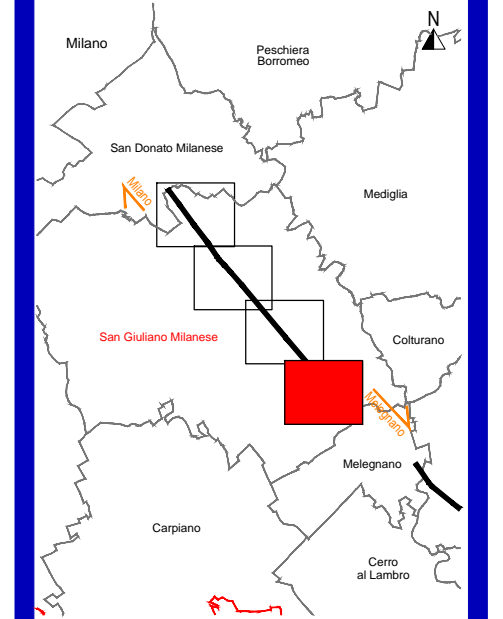 N
Milano
Peschiera
Borromeo
San Donato Milanese
Milano
Mediglia
San Giuliano Milanese
Colturano
Melegnano
Melegnano
Carpiano
Cerro
al Lambro